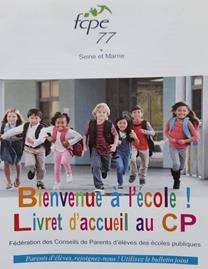 fcpe
77
Seine et Marne
Bienvenue à l'école !
Livret d'accueil au CP
Fédération des Conseils de Parents d'élèves des écoles publiques
Parents d'élèves, rejoignez-nous ! Utilisez le bulletin joint